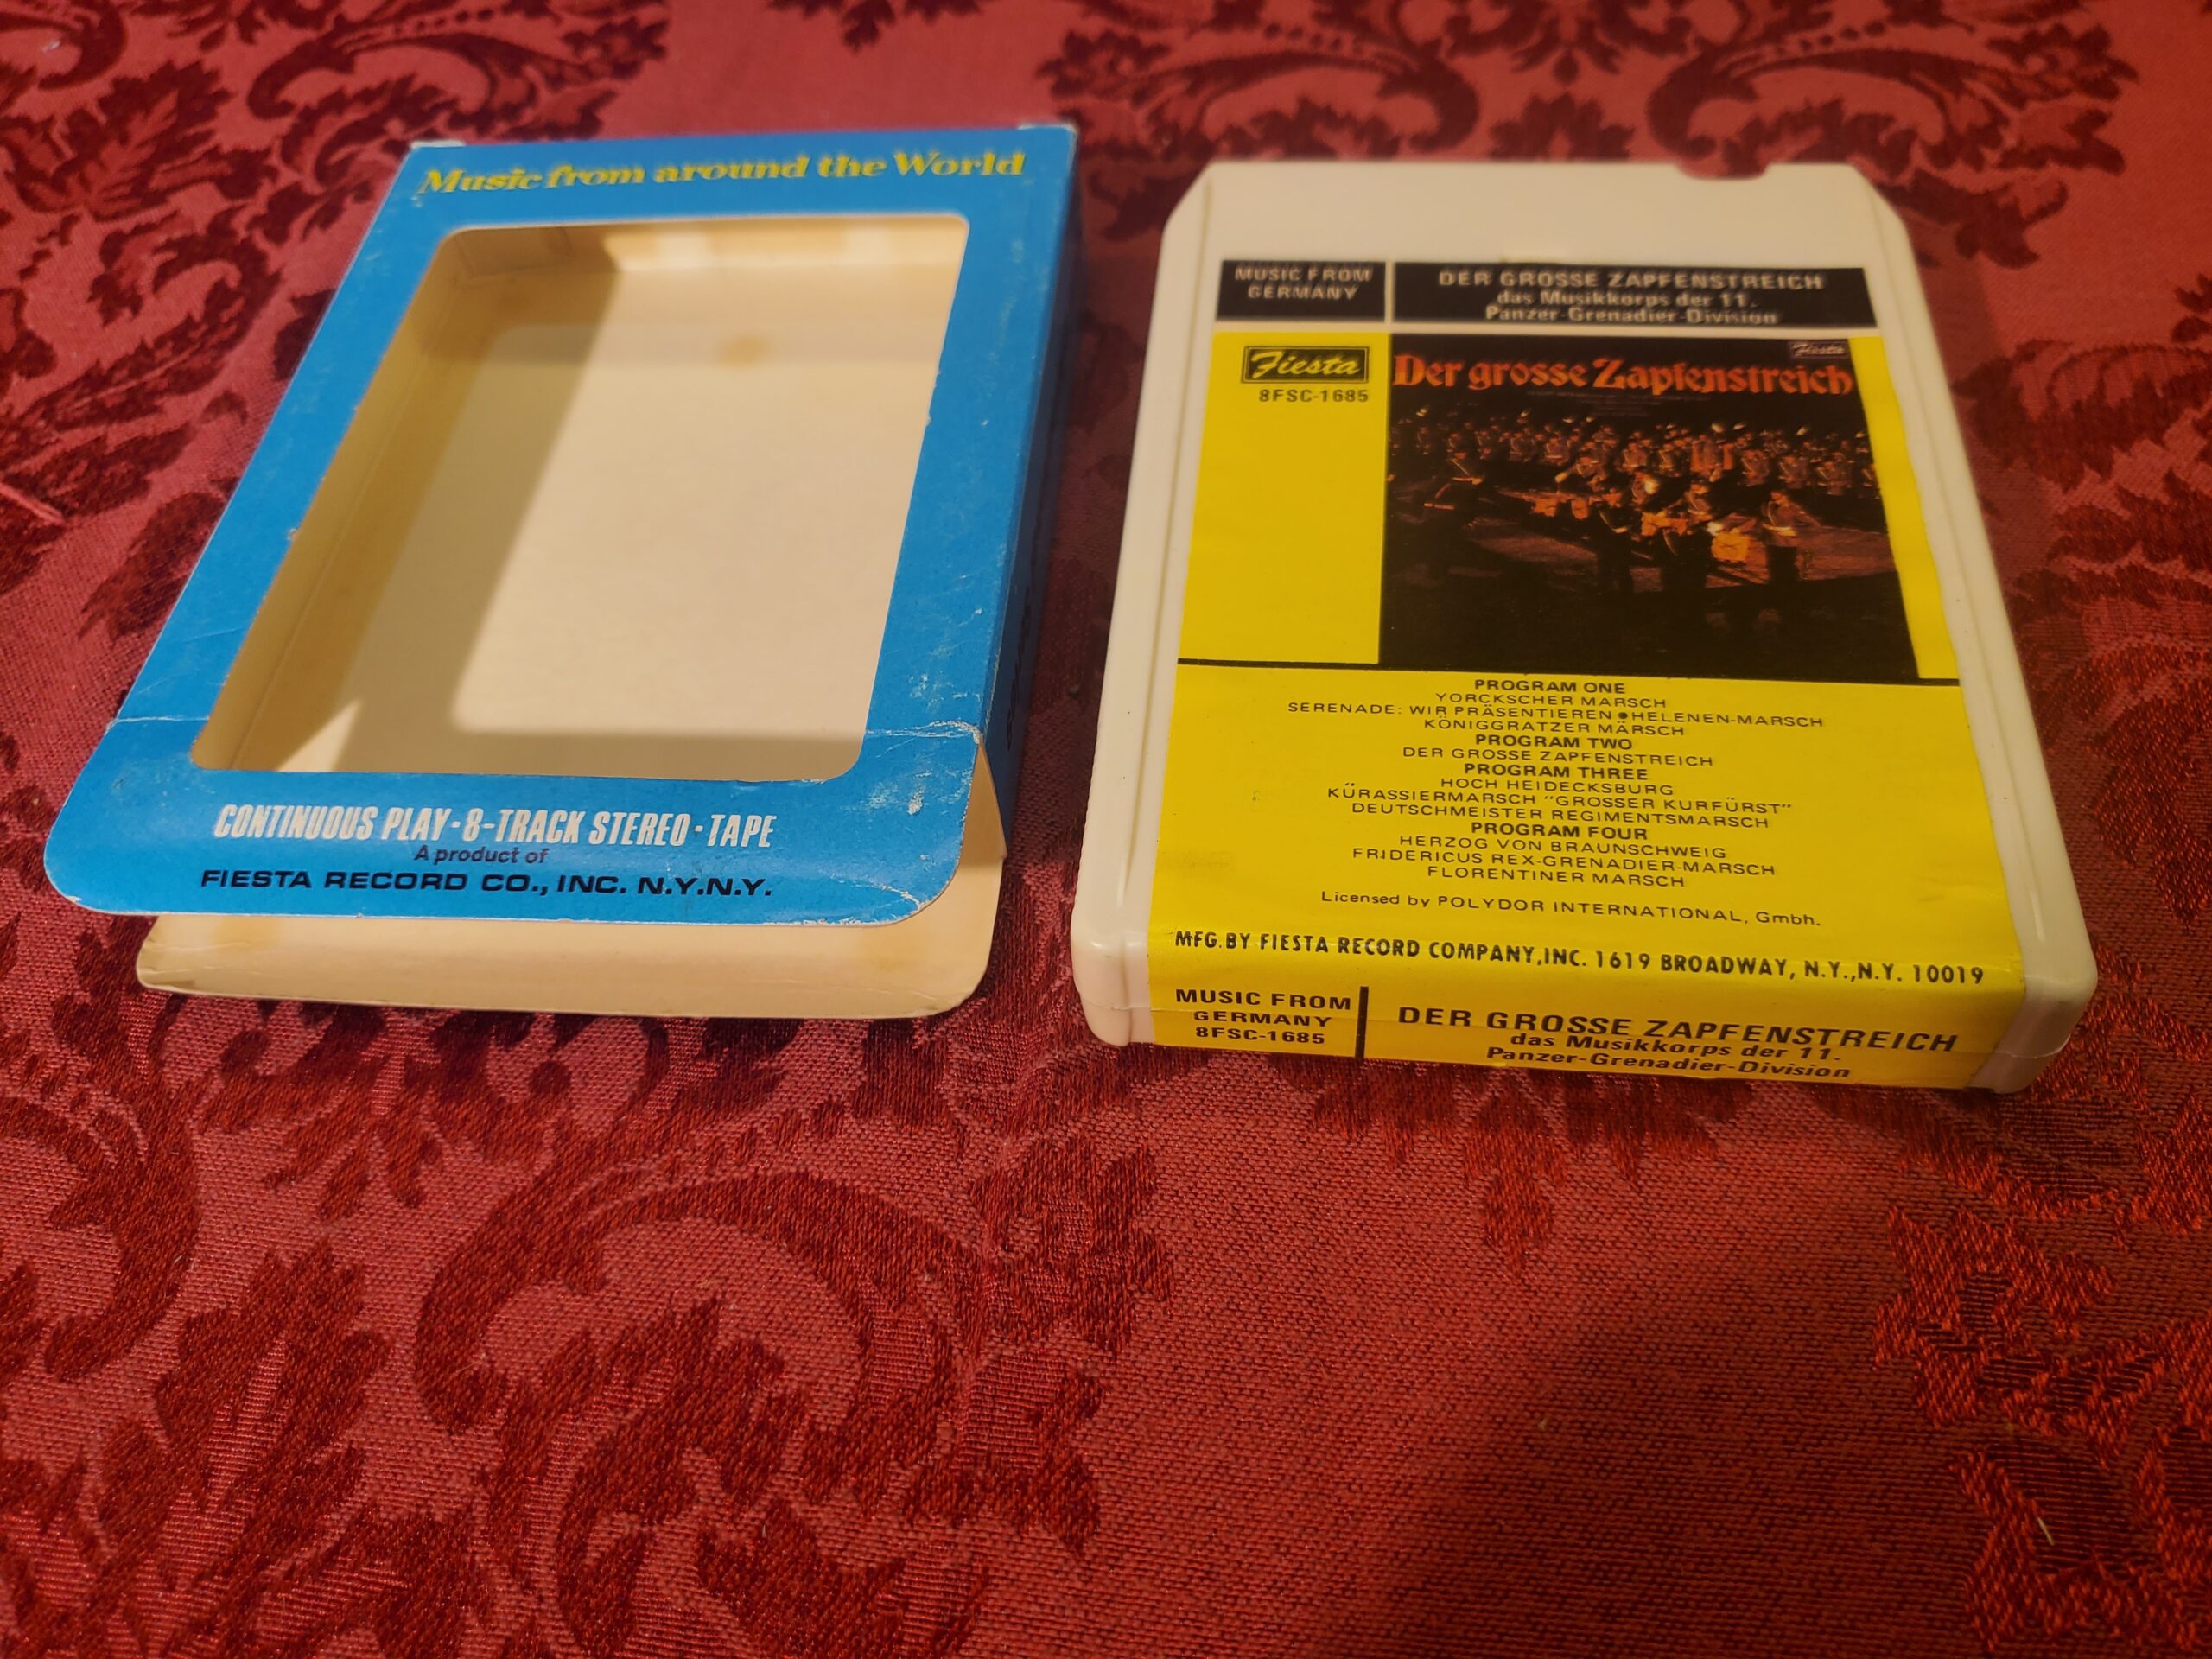 Music from around the World
CONTINUOUS PLAY·8-TRACK STEREO·TAPE
A product of
FIESTA RECORD CO., INC. N.Y.N.Y.
MUSIC FROM
GERMANY
DER GROSSE ZAPFENSTREICH
das Musikkorps der 11.
Panzer-Grenadier-Division
Fiesta
8FSC-1685
Fiesta
Der grosse Zapfenstreich
PROGRAM ONE
YORCKSCHER MARSCH
SERENADE: WIR PRÄSENTIEREN●HELENEN-MARSCH
KÖNIGGRATZER MARSCH
PROGRAM TWO
DER GROSSE ZAPFENSTREICH
PROGRAM THREE
HOCH HEIDECKSBURG
KÜRASSIERMARSCH "GROSSER KURFÜRST"
DEUTSCHMEISTER REGIMENTSMARSCH
PROGRAM FOUR
HERZOG VON BRAUNSCHWEIG
FRIDERICUS REX-GRENADIER-MARSCH
FLORENTINER MARSCH
Licensed by POLYDOR INTERNATIONAL, Gmbh.
MFG. BY FIESTA RECORD COMPANY, INC. 1619 BROADWAY, N.Y., N.Y. 10019
MUSIC FROM
GERMANY
8FSC-1685
DER GROSSE ZAPFENSTREICH
das Musikkorps der 11.
Panzer-Grenadier-Division